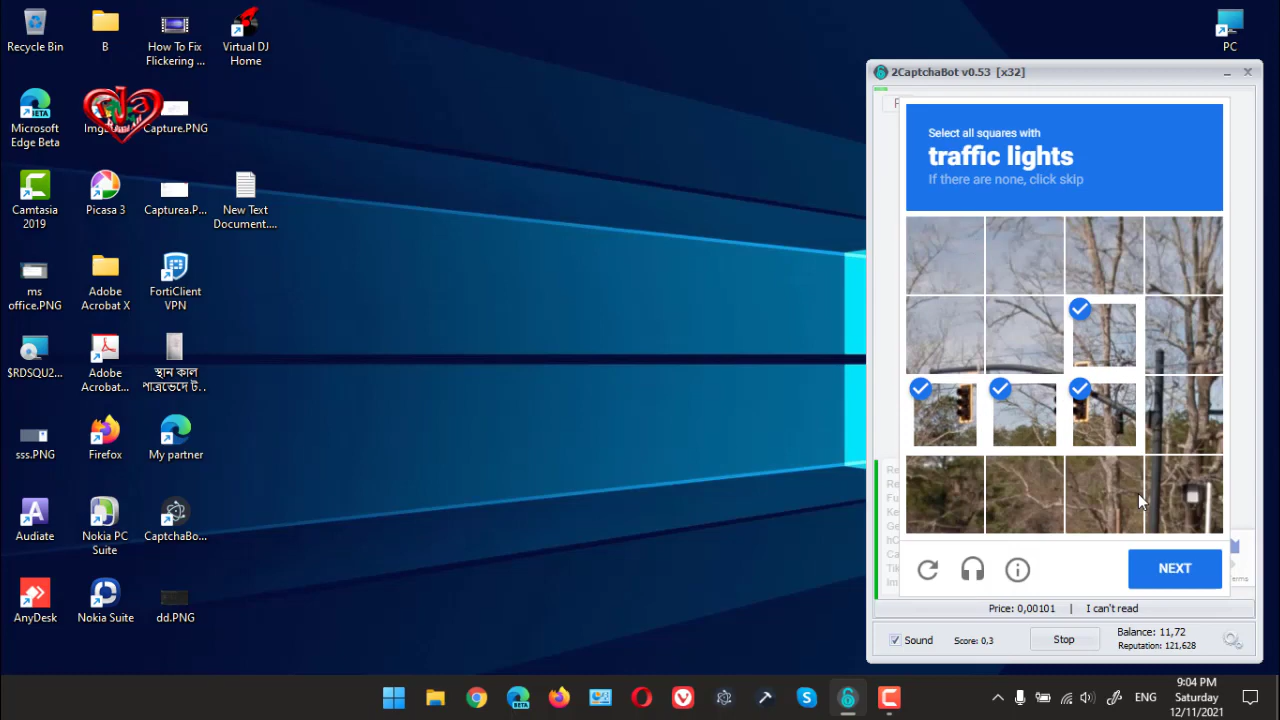 Recycle Bin
B
How To Fix
Flickering ...
Virtual DJ
Home
PC
Microsoft
Edge Beta
Capture.PNG
Camtasia
2019
Picasa 3
Capturea.P...
New Text
Document....
ms
office.PNG
Adobe
Acrobat X
FortiClient
VPN
$RDSQU2...
Adobe
Acrobat...
স্থান কাল
পাত্রভেদে ট...
sss.PNG
Firefox
My partner
Audiate
Nokia PC
Suite
CaptchaBo...
AnyDesk
Nokia Suite
dd.PNG
2CaptchaBot v0.53 [x32]
Select all squares with
traffic lights
If there are none, click skip
NEXT
Price: 0,00101 | I can't read
Sound
Score: 0,3
Stop
Balance: 11,72
Reputation: 121,628
ENG
9:04 PM
Saturday
12/11/2021